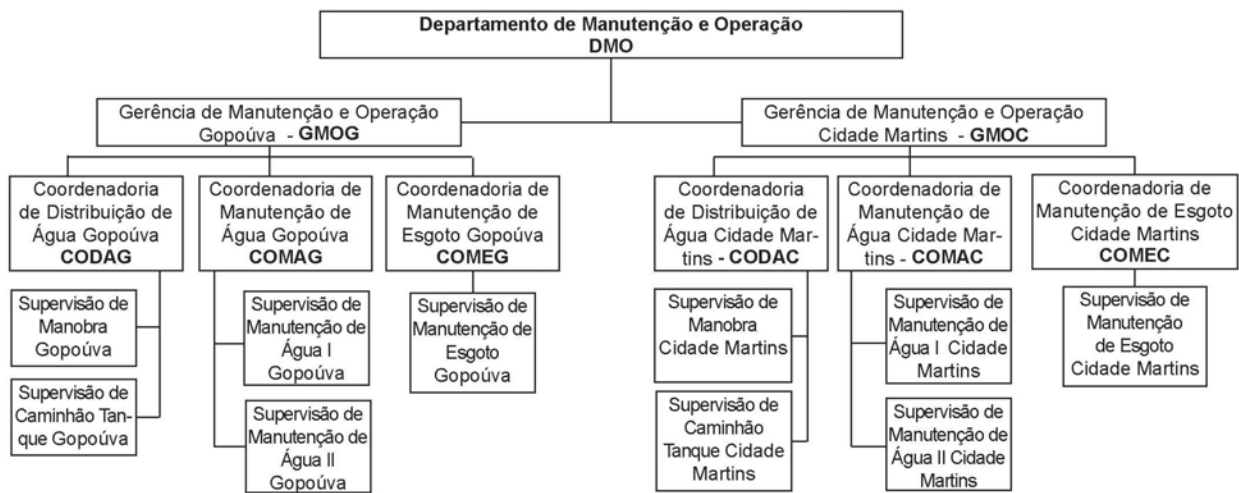 Departamento de Manutenção e Operação
DMO
Gerência de Manutenção e Operação
Gopoúva - GMOG
Gerência de Manutenção e Operação
Cidade Martins - GMOC
Coordenadoria
de Distribuição de
Água Gopoúva
CODAG
Coordenadoria de
Manutenção de
Água Gopoúva
COMAG
Coordenadoria de
Manutenção de
Esgoto Gopoúva
COMEG
Coordenadoria
de Distribuição de
Água Cidade Mar-
tins - CODAC
Coordenadoria de
Manutenção de
Água Cidade Mar-
tins - COMAC
Coordenadoria de
Manutenção de Esgoto
Cidade Martins
COMEC
Supervisão de
Manobra
Gopoúva
Supervisão de
Caminhão Tan-
que Gopoúva
Supervisão de
Manutenção de
Água I
Gopoúva
Supervisão de
Manutenção de
Água II
Gopoúva
Supervisão de
Manutenção de
Esgoto
Gopoúva
Supervisão de
Manobra
Cidade Martins
Supervisão de
Caminhão
Tanque Cidade
Martins
Supervisão de
Manutenção de
Água I Cidade
Martins
Supervisão de
Manutenção de
Água II Cidade
Martins
Supervisão de
Manutenção
de Esgoto
Cidade Martins